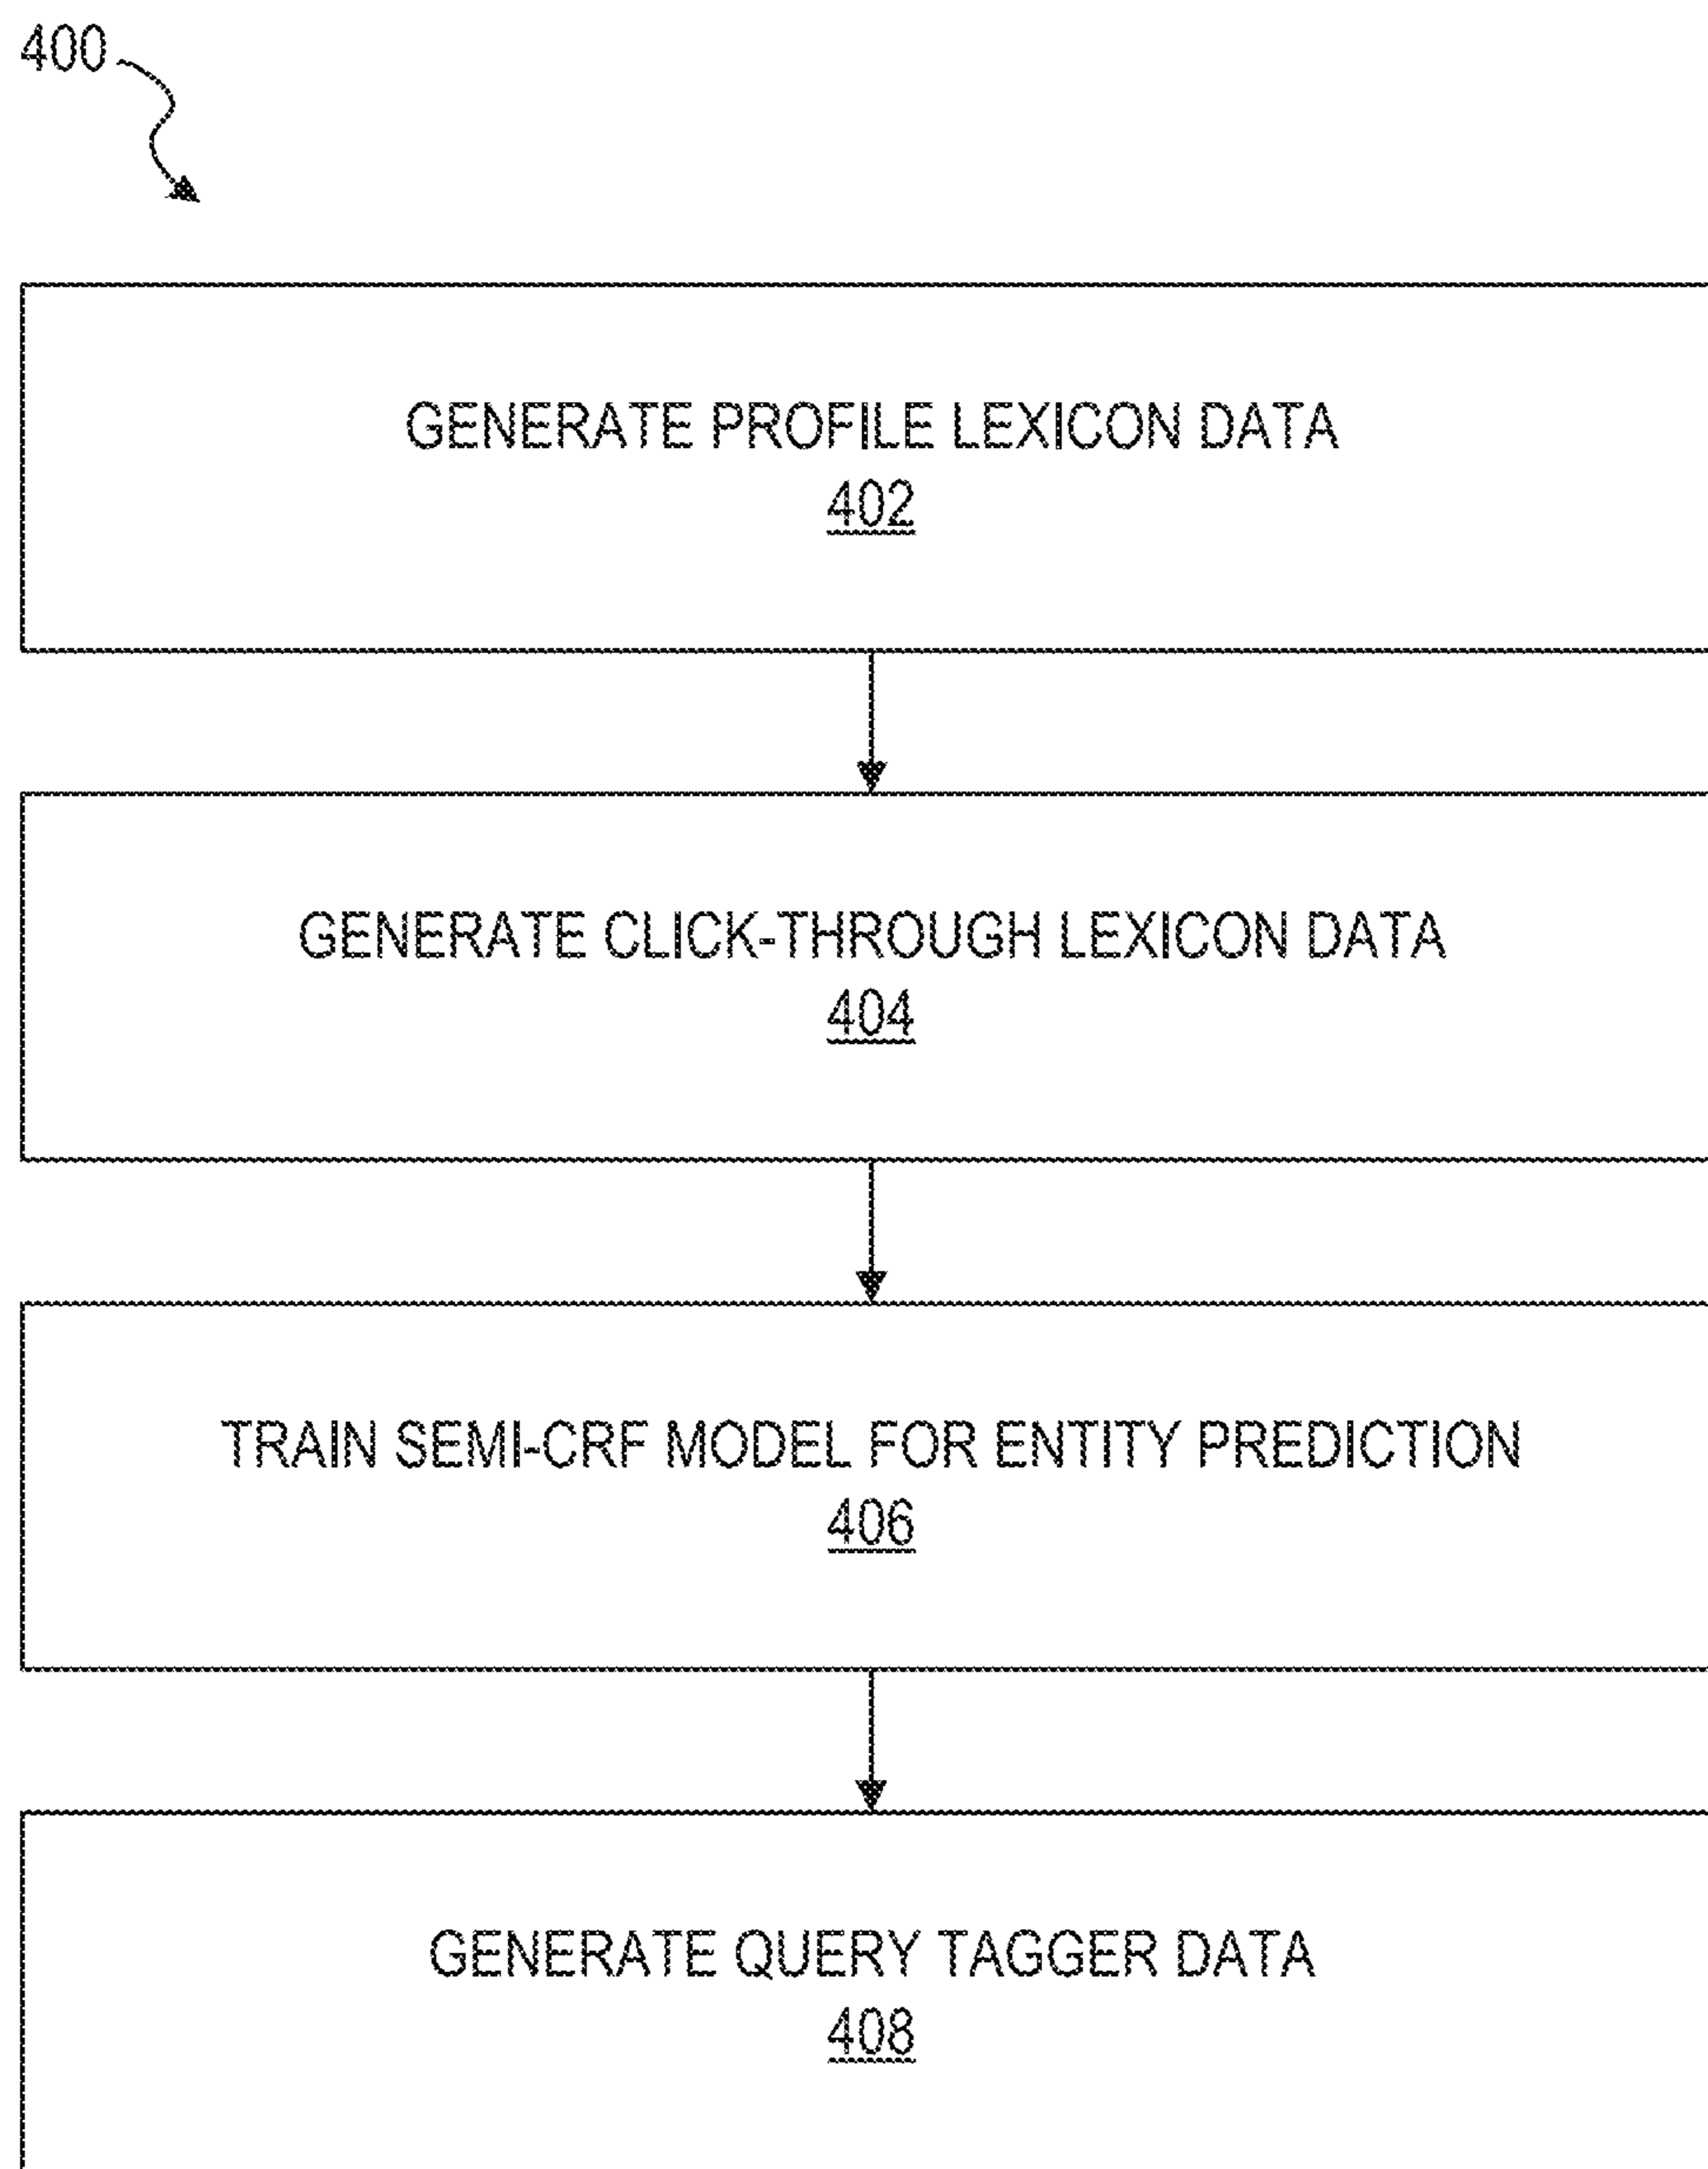 400
GENERATE PROFILE LEXICON DATA
402
GENERATE CLICK-THROUGH LEXICON DATA
404
TRAIN SEMI-CRF MODEL FOR ENTITY PREDICTION
406
GENERATE QUERY TAGGER DATA
408